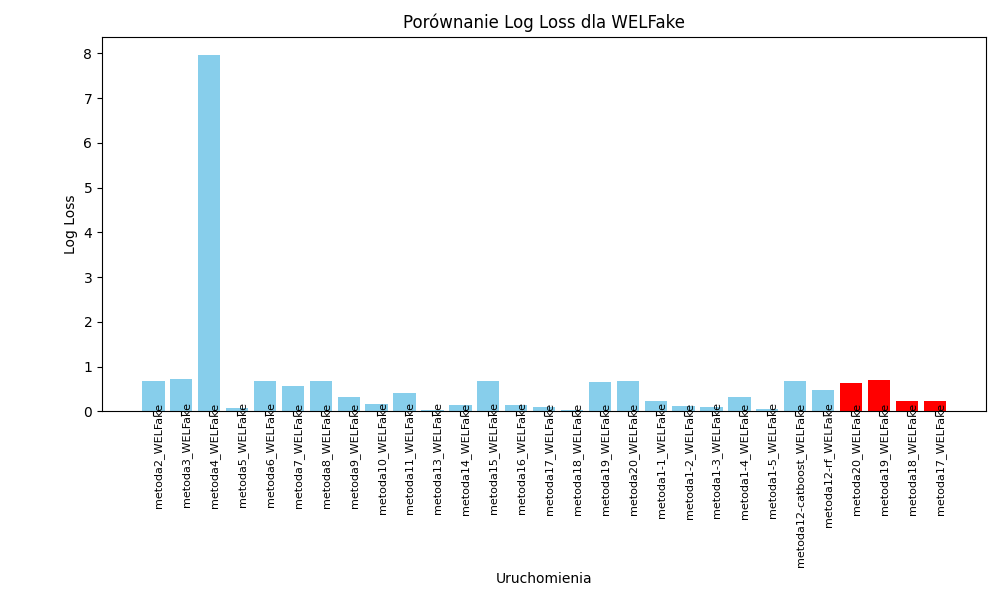 Porównanie Log Loss dla WELFake
Log Loss
8
7
6
5
4
3
2
1
0
metoda2_WELFake
metoda3_WELFake
metoda4_WELFake
metoda5_WELFake
metoda6_WELFake
metoda7_WELFake
metoda8_WELFake
metoda9_WELFake
metoda10_WELFake
metoda11_WELFake
metoda13_WELFake
metoda14_WELFake
metoda15_WELFake
metoda16_WELFake
metoda17_WELFake
metoda18_WELFake
metoda19_WELFake
metoda20_WELFake
metoda1-1_WELFake
metoda1-2_WELFake
metoda1-3_WELFake
metoda1-4_WELFake
metoda1-5_WELFake
metoda12-catboost_WELFake
metoda12-rf_WELFake
metoda20_WELFake
metoda19_WELFake
metoda18_WELFake
metoda17_WELFake
Uruchomienia